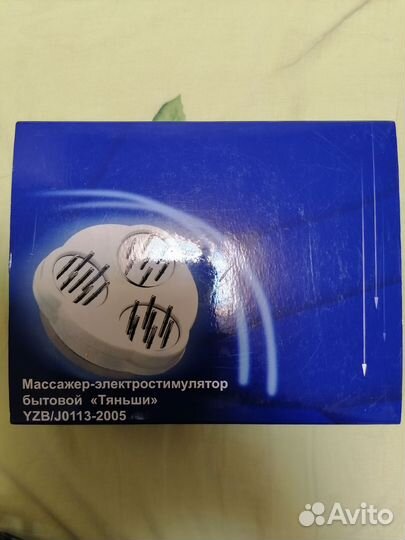 Массажер-электростимулятор
бытовой «Тяньши»
YZB/J0113-2005
Avito